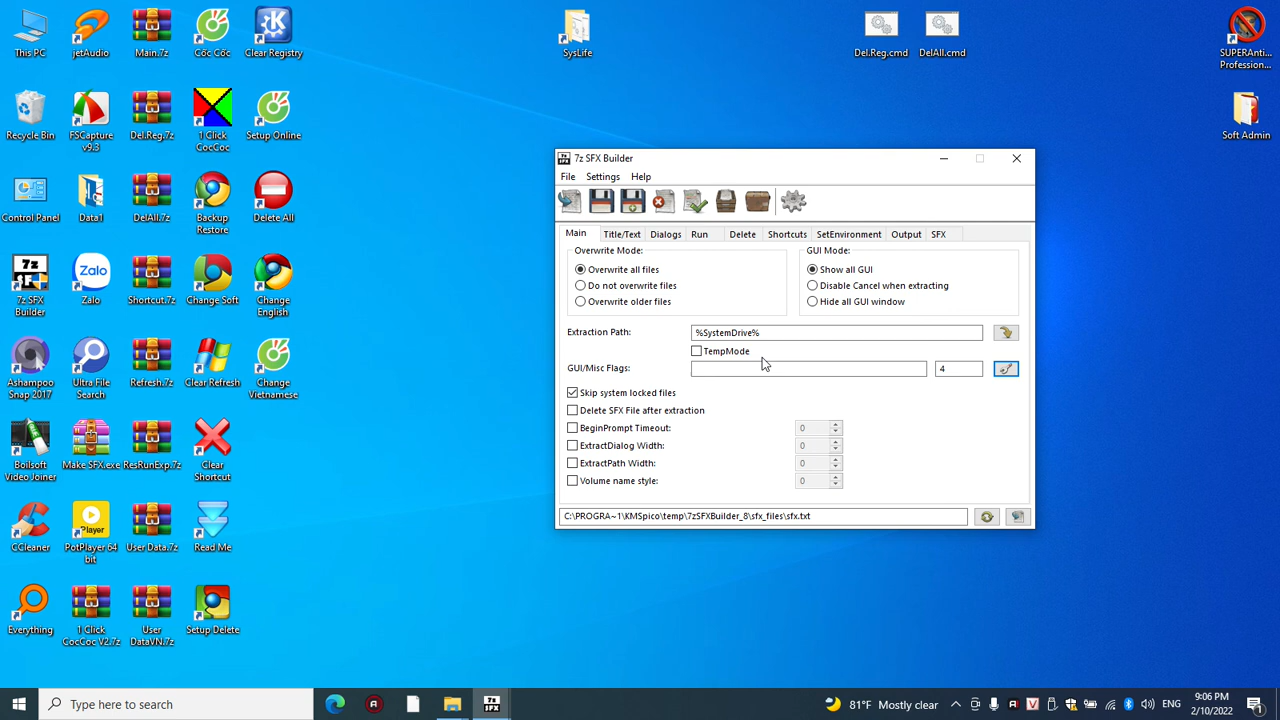 This PC
jetAudio
Main.7z
Cốc Cốc
Clear Registry
SysLife
Del.Reg.cmd
DelAll.cmd
SUPERAnti...
Professiona...
Recycle Bin
FSCapture
v9.3
Del.Reg.7z
1 Click
CocCoc
Setup Online
Soft Admin
Control Panel
Data1
DelAll.7z
Backup
Restore
Delete All
7z SFX
Builder
Zalo
Shortcut.7z
Change Soft
Change
English
Ashampoo
Snap 2017
Ultra File
Search
Refresh.7z
Clear Refresh
Change
Vietnamese
Boilsoft
Video Joiner
Make SFX.exe
ResRunExp.7z
Clear
Shortcut
CCleaner
PotPlayer 64
bit
User Data.7z
Read Me
Everything
1 Click
CocCoc V2.7z
User
DataVN.7z
Setup Delete
7z SFX Builder
File Settings Help
Main Title/Text Dialogs Run Delete Shortcuts SetEnvironment Output SFX
Overwrite Mode:
Overwrite all files
Do not overwrite files
Overwrite older files
GUI Mode:
Show all GUI
Disable Cancel when extracting
Hide all GUI window
Extraction Path: %SystemDrive%
TempMode
GUI/Misc Flags: 4
Skip system locked files
Delete SFX File after extraction
BeginPrompt Timeout: 0
ExtractDialog Width: 0
ExtractPath Width: 0
Volume name style: 0
C:\PROGRA~1\KMSpico\temp\7zSFXBuilder_8\sfx_files\sfx.txt
Type here to search
81°F Mostly clear
ENG
9:06 PM
2/10/2022